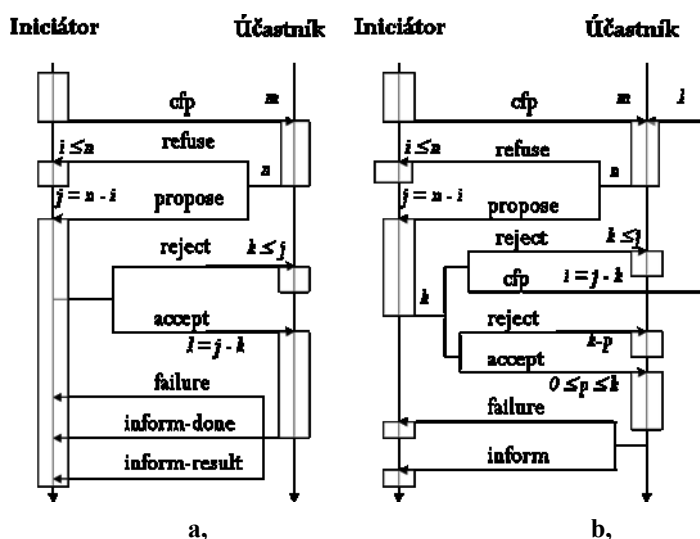 Iniciátor
Účastník
cfp
m
refuse
i ≤ n
n
j = n - i
propose
reject
k ≤ j
accept
l = j - k
failure
inform-done
inform-result
a,
Iniciátor
Účastník
cfp
m
l
refuse
i ≤ n
n
j = n - i
propose
reject
k ≤ j
k
cfp
l = j - k
reject
k-p
accept
0 ≤ p ≤ k
failure
inform
b,